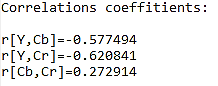 Correlations coeffitients:
r[Y,Cb]=-0.577494
r[Y,Cr]=-0.620841
r[Cb,Cr]=0.272914